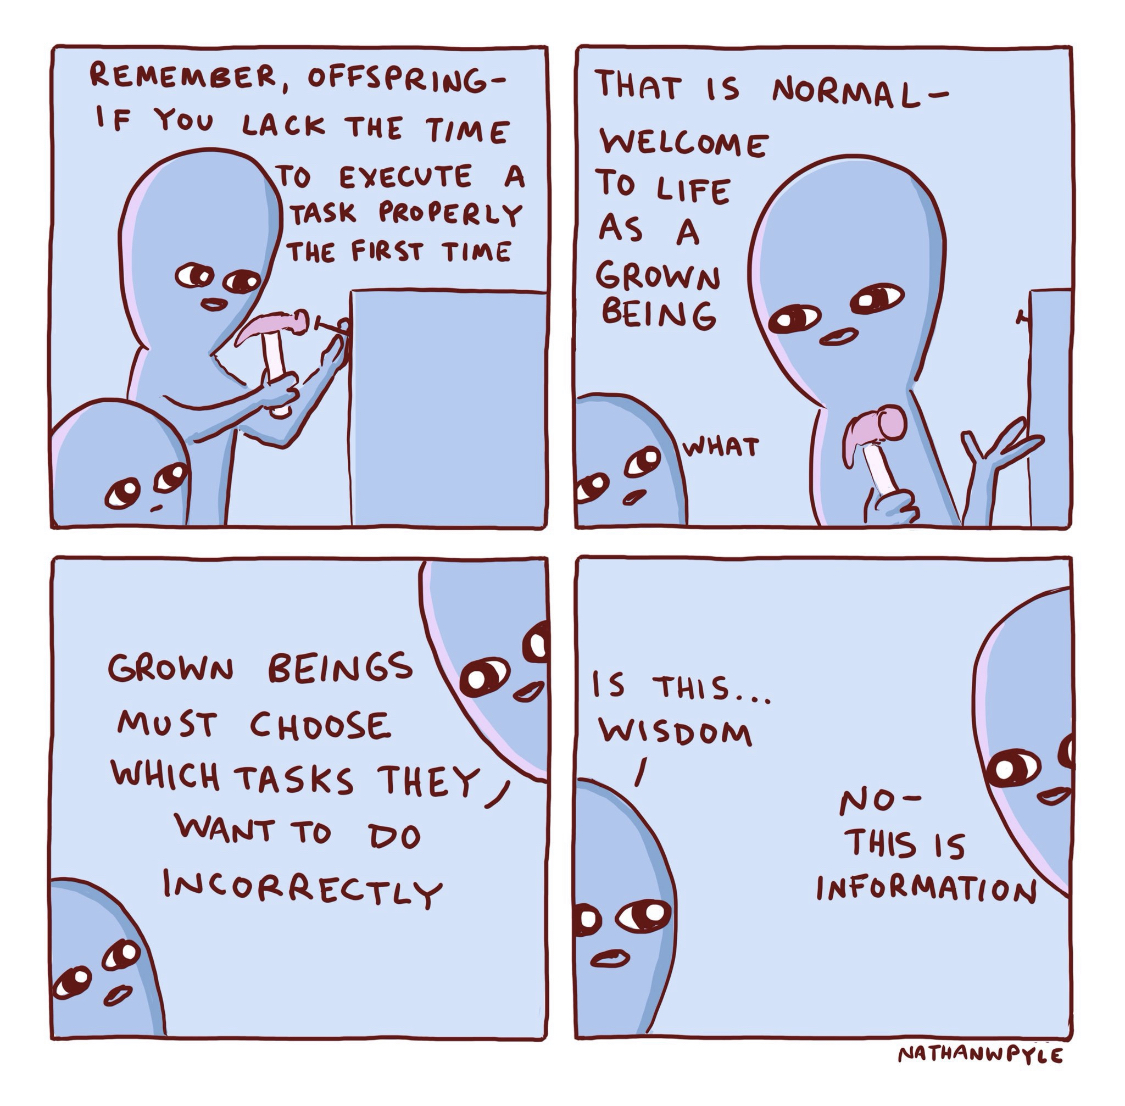 REMEMBER, OFFSPRING-
IF YOU LACK THE TIME
TO EXECUTE A
TASK PROPERLY
THE FIRST TIME
THAT IS NORMAL-
WELCOME
TO LIFE
AS A
GROWN
BEING
WHAT
GROWN BEINGS
MUST CHOOSE
WHICH TASKS THEY
WANT TO DO
INCORRECTLY
IS THIS...
WISDOM
NO-
THIS IS
INFORMATION
NATHANWPYLE